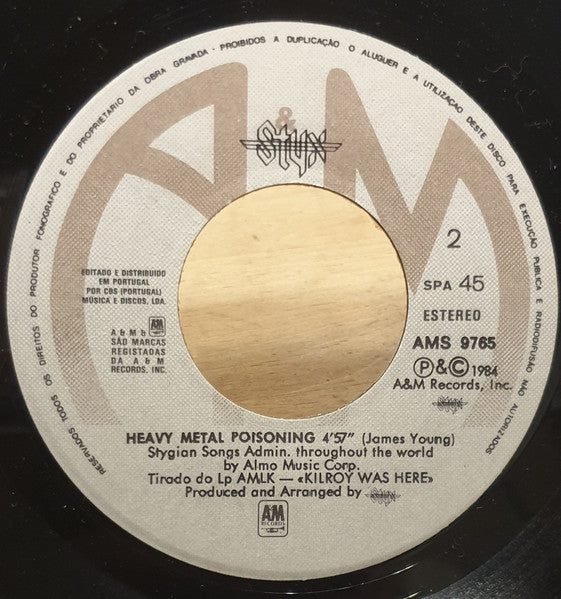 RESERVADOS TODOS OS DIREITOS DO PRODUTOR FONOGRÁFICO E DO PROPRIETÁRIO DA OBRA GRAVADA - PROIBIDOS A DUPLICAÇÃO O ALUGUER E A UTILIZAÇÃO DESTE DISCO PARA EXECUÇÃO PUBLICA E RADIODIFUSÃO NÃO AUTORIZADOS
A&M
Styx
2
SPA 45
ESTEREO
AMS 9765
Ⓟ&© 1984
A&M Records, Inc.
Styx
EDITADO E DISTRIBUIDO
EM PORTUGAL
POR CBS (PORTUGAL)
MÚSICA E DISCOS, LDA.
A & M & A&M
SÃO MARCAS
REGISTADAS
DA A & M
RECORDS, INC.
HEAVY METAL POISONING 4'57" (James Young)
Stygian Songs Admin. throughout the world
by Almo Music Corp.
Tirado do Lp AMLK — «KILROY WAS HERE»
Produced and Arranged by Styx
A&M
RECORDS